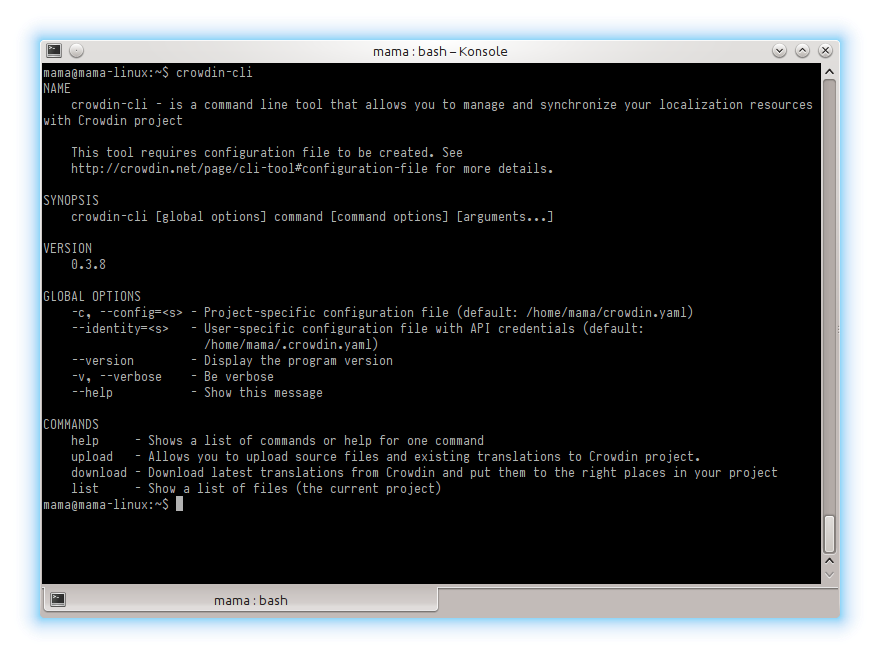 mama : bash – Konsole
mama@mama-linux:~$ crowdin-cli
NAME
    crowdin-cli - is a command line tool that allows you to manage and synchronize your localization resources
with Crowdin project

    This tool requires configuration file to be created. See
    http://crowdin.net/page/cli-tool#configuration-file for more details.

SYNOPSIS
    crowdin-cli [global options] command [command options] [arguments...]

VERSION
    0.3.8

GLOBAL OPTIONS
    -c, --config=<s> - Project-specific configuration file (default: /home/mama/crowdin.yaml)
    --identity=<s>   - User-specific configuration file with API credentials (default:
                       /home/mama/.crowdin.yaml)
    --version        - Display the program version
    -v, --verbose    - Be verbose
    --help           - Show this message

COMMANDS
    help     - Shows a list of commands or help for one command
    upload   - Allows you to upload source files and existing translations to Crowdin project.
    download - Download latest translations from Crowdin and put them to the right places in your project
    list     - Show a list of files (the current project)
mama@mama-linux:~$
mama : bash